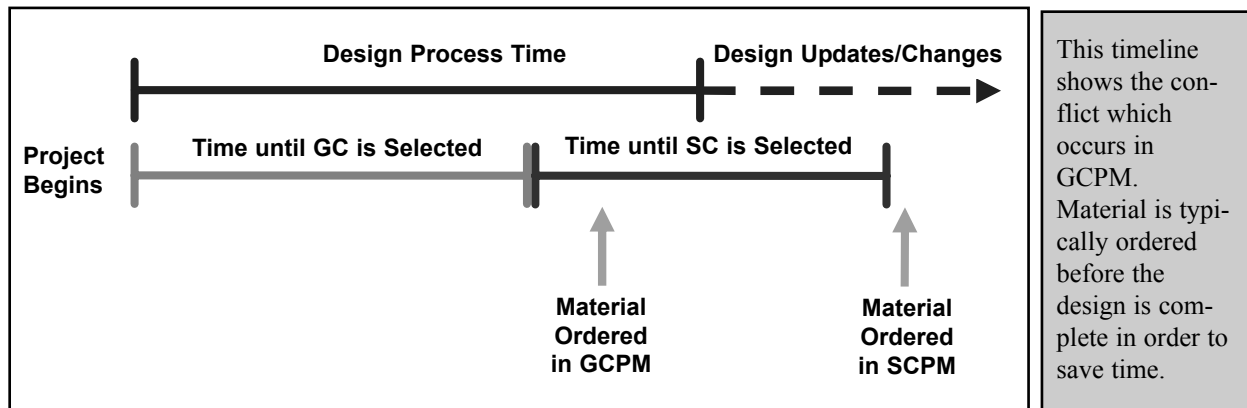 Design Process Time
Design Updates/Changes
Project
Begins
Time until GC is Selected
Time until SC is Selected
Material
Ordered
in GCPM
Material
Ordered
in SCPM
This timeline
shows the con-
flict which
occurs in
GCPM.
Material is typi-
cally ordered
before the
design is com-
plete in order to
save time.